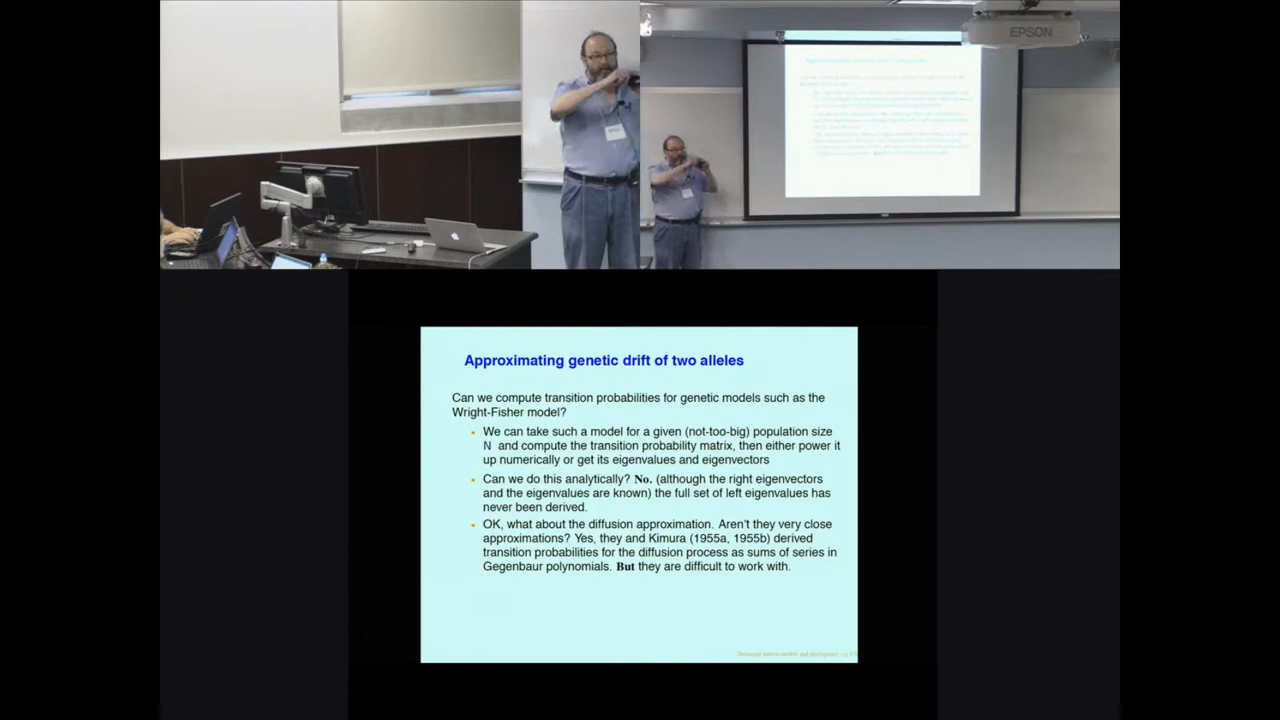 EPSON
Approximating genetic drift of two alleles
Can we compute transition probabilities for genetic models such as the
Wright-Fisher model?
We can take such a model for a given (not-too-big) population size
N and compute the transition probability matrix, then either power it
up numerically or get its eigenvalues and eigenvectors
Can we do this analytically? No. (although the right eigenvectors
and the eigenvalues are known) the full set of left eigenvalues has
never been derived.
OK, what about the diffusion approximation. Aren't they very close
approximations? Yes, they and Kimura (1955a, 1955b) derived
transition probabilities for the diffusion process as sums of series in
Gegenbaur polynomials. But they are difficult to work with.